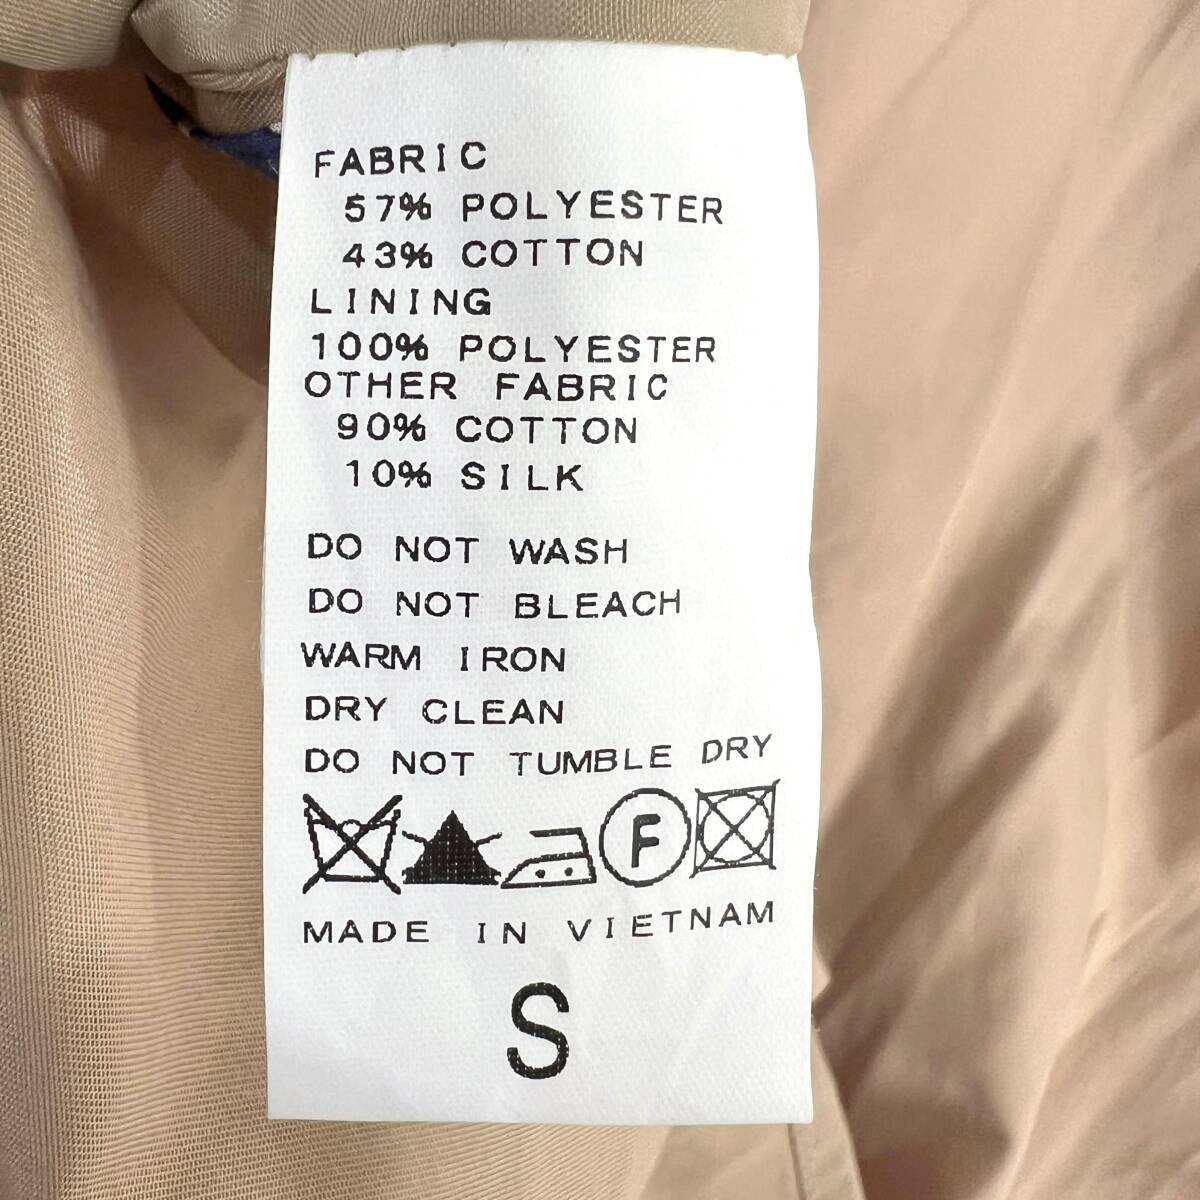 FABRIC
57% POLYESTER
43% COTTON
LINING
100% POLYESTER
OTHER FABRIC
90% COTTON
10% SILK
DO NOT WASH
DO NOT BLEACH
WARM IRON
DRY CLEAN
DO NOT TUMBLE DRY
F
MADE IN VIETNAM
S